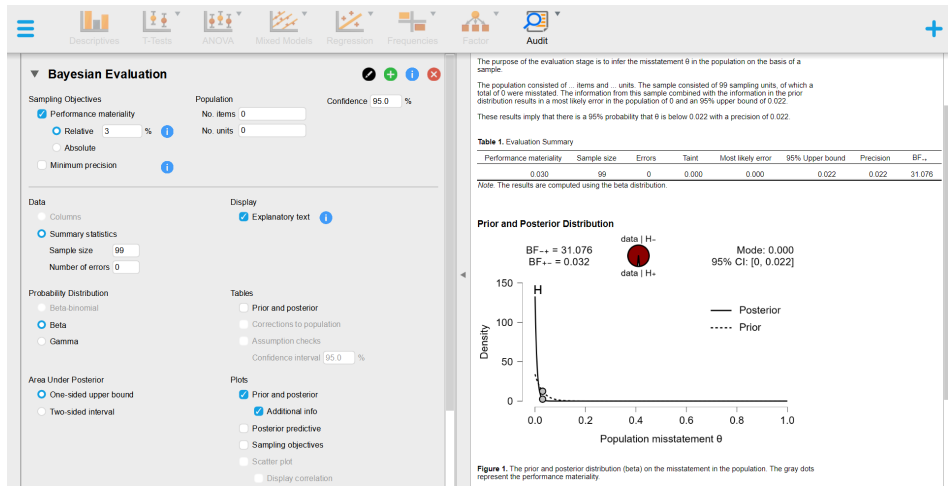 Descriptives
T-Tests
ANOVA
Mixed Models
Regression
Frequencies
Factor
Audit
Bayesian Evaluation
Sampling Objectives
Performance materiality
Relative 3 %
Absolute
Minimum precision
Population
No. items 0
No. units 0
Confidence 95.0 %
Data
Columns
Summary statistics
Sample size 99
Number of errors 0
Display
Explanatory text
Probability Distribution
Beta-binomial
Beta
Gamma
Tables
Prior and posterior
Corrections to population
Assumption checks
Confidence interval 95.0 %
Area Under Posterior
One-sided upper bound
Two-sided interval
Plots
Prior and posterior
Additional info
Posterior predictive
Sampling objectives
Scatter plot
Display correlation
The purpose of the evaluation stage is to infer the misstatement θ in the population on the basis of a
sample.
The population consisted of ... items and ... units. The sample consisted of 99 sampling units, of which a
total of 0 were misstated. The information from this sample combined with the information in the prior
distribution results in a most likely error in the population of 0 and an 95% upper bound of 0.022.
These results imply that there is a 95% probability that θ is below 0.022 with a precision of 0.022.
Table 1. Evaluation Summary
Performance materiality Sample size Errors Taint Most likely error 95% Upper bound Precision BF₋₊
0.030 99 0 0.000 0.000 0.022 0.022 31.076
Note. The results are computed using the beta distribution.
Prior and Posterior Distribution
BF₋₊ = 31.076
BF₊₋ = 0.032
data | H₋
data | H₊
Mode: 0.000
95% CI: [0, 0.022]
Density
150
100
50
0
H
Posterior
Prior
0.0 0.2 0.4 0.6 0.8 1.0
Population misstatement θ
Figure 1. The prior and posterior distribution (beta) on the misstatement in the population. The gray dots
represent the performance materiality.